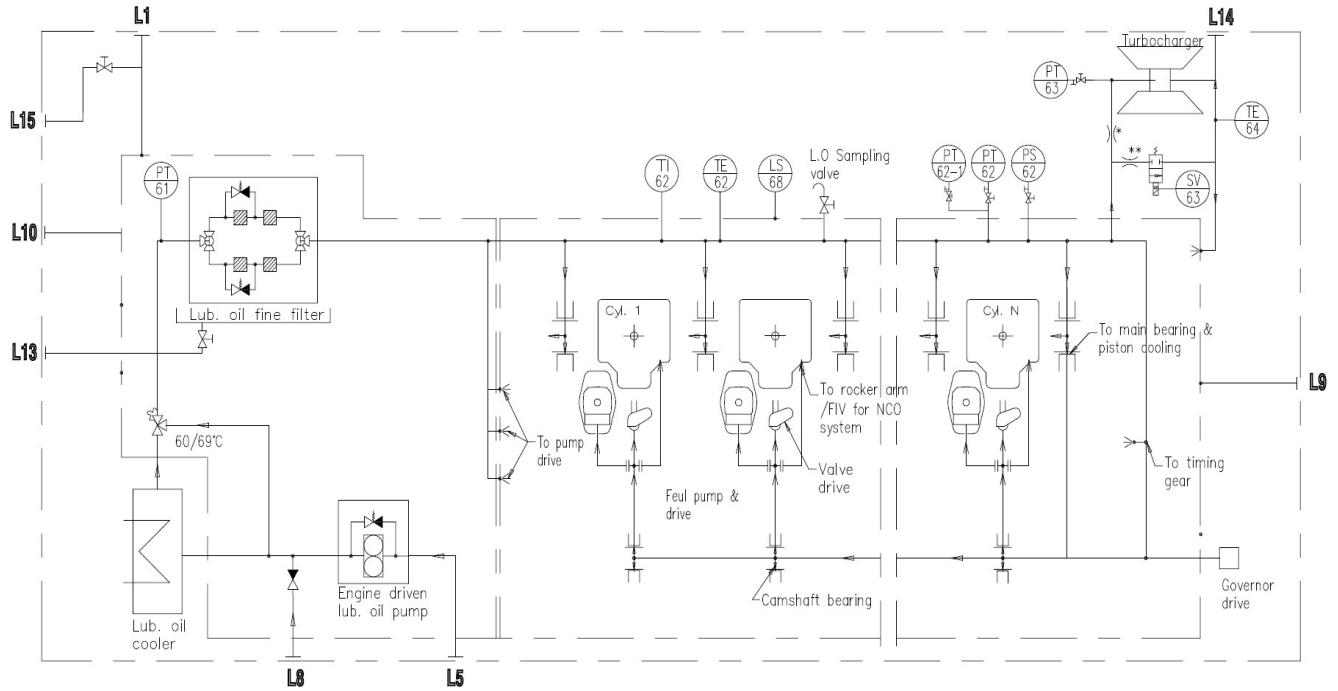 L1
L14
Turbocharger
PT
63
L15
TE
64
PT
61
TI
62
TE
62
LS
68
L.O Sampling
valve
PT
62-1
PT
62
PS
62
*
**
SV
63
L10
Lub. oil fine filter
Cyl. 1
Cyl. N
L13
To main bearing &
piston cooling
L9
To rocker arm
/FIV for NCO
system
60/69°C
To pump
drive
Valve
drive
To timing
gear
Feul pump &
drive
Engine driven
lub. oil pump
Camshaft bearing
Governor
drive
Lub. oil
cooler
L8
L5